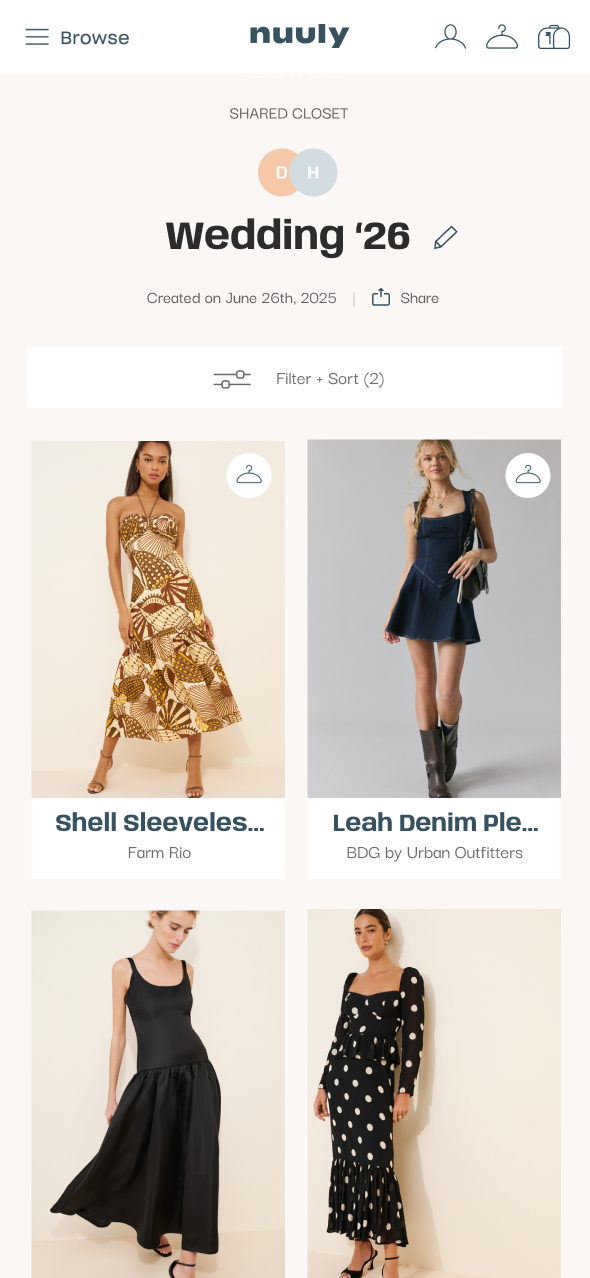 Browse
nuuly
1
SHARED CLOSET
D H
Wedding ‘26
Created on June 26th, 2025 | Share
Filter + Sort (2)
Shell Sleeveles...
Farm Rio
Leah Denim Ple...
BDG by Urban Outfitters